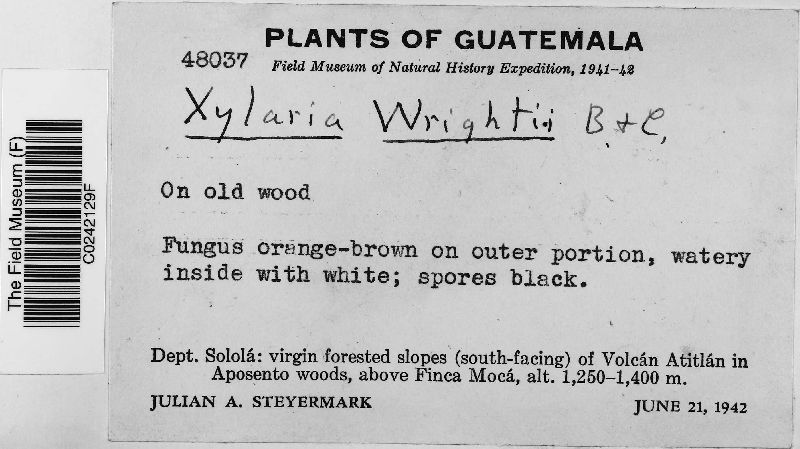 PLANTS OF GUATEMALA
48037 Field Museum of Natural History Expedition, 1941–42
Xylaria Wrightii B + C,
On old wood
Fungus orange-brown on outer portion, watery
inside with white; spores black.
Dept. Sololá: virgin forested slopes (south-facing) of Volcán Atitlán in
Aposento woods, above Finca Mocá, alt. 1,250–1,400 m.
JULIAN A. STEYERMARK JUNE 21, 1942
The Field Museum (F)
C0242129F